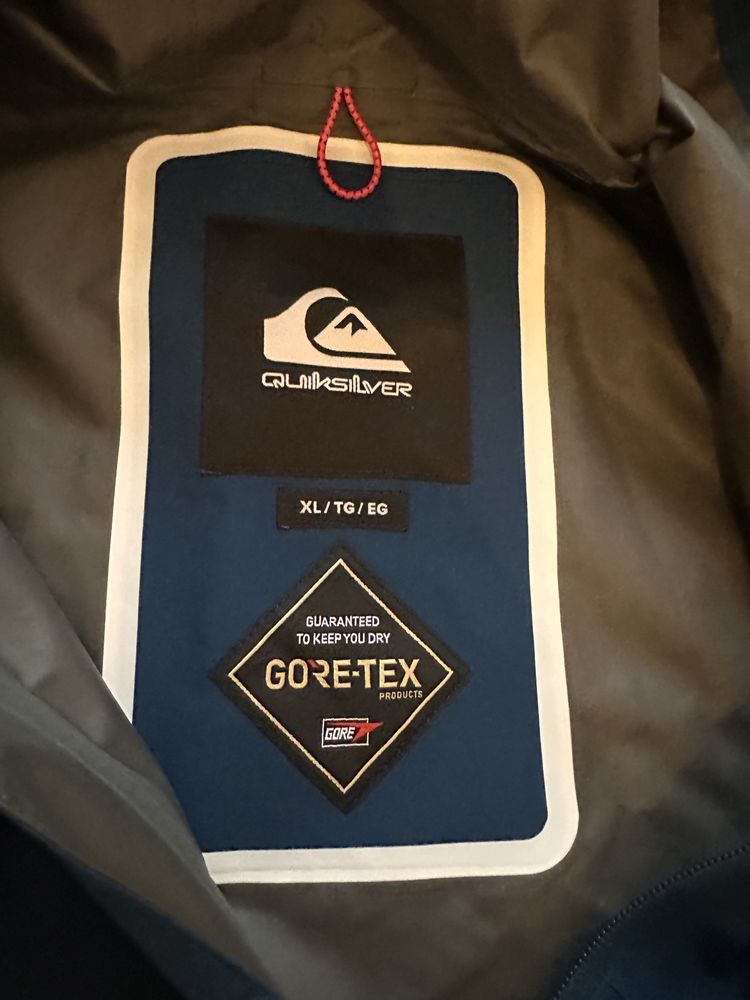 QUIKSILVER
XL / TG / EG
GUARANTEED
TO KEEP YOU DRY
GORE-TEX
PRODUCTS
GORE